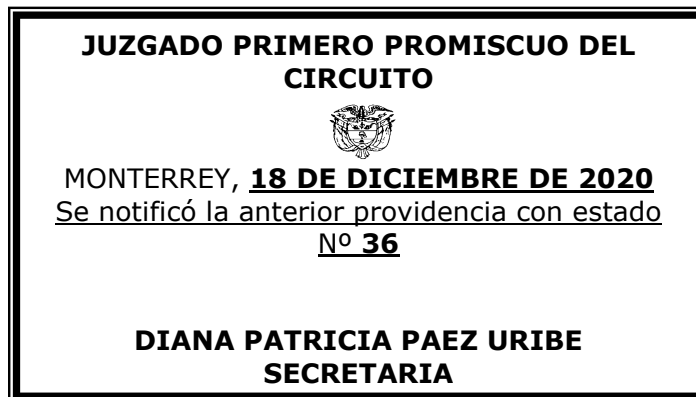 JUZGADO PRIMERO PROMISCUO DEL
CIRCUITO
MONTERREY, 18 DE DICIEMBRE DE 2020
Se notificó la anterior providencia con estado
Nº 36
DIANA PATRICIA PAEZ URIBE
SECRETARIA